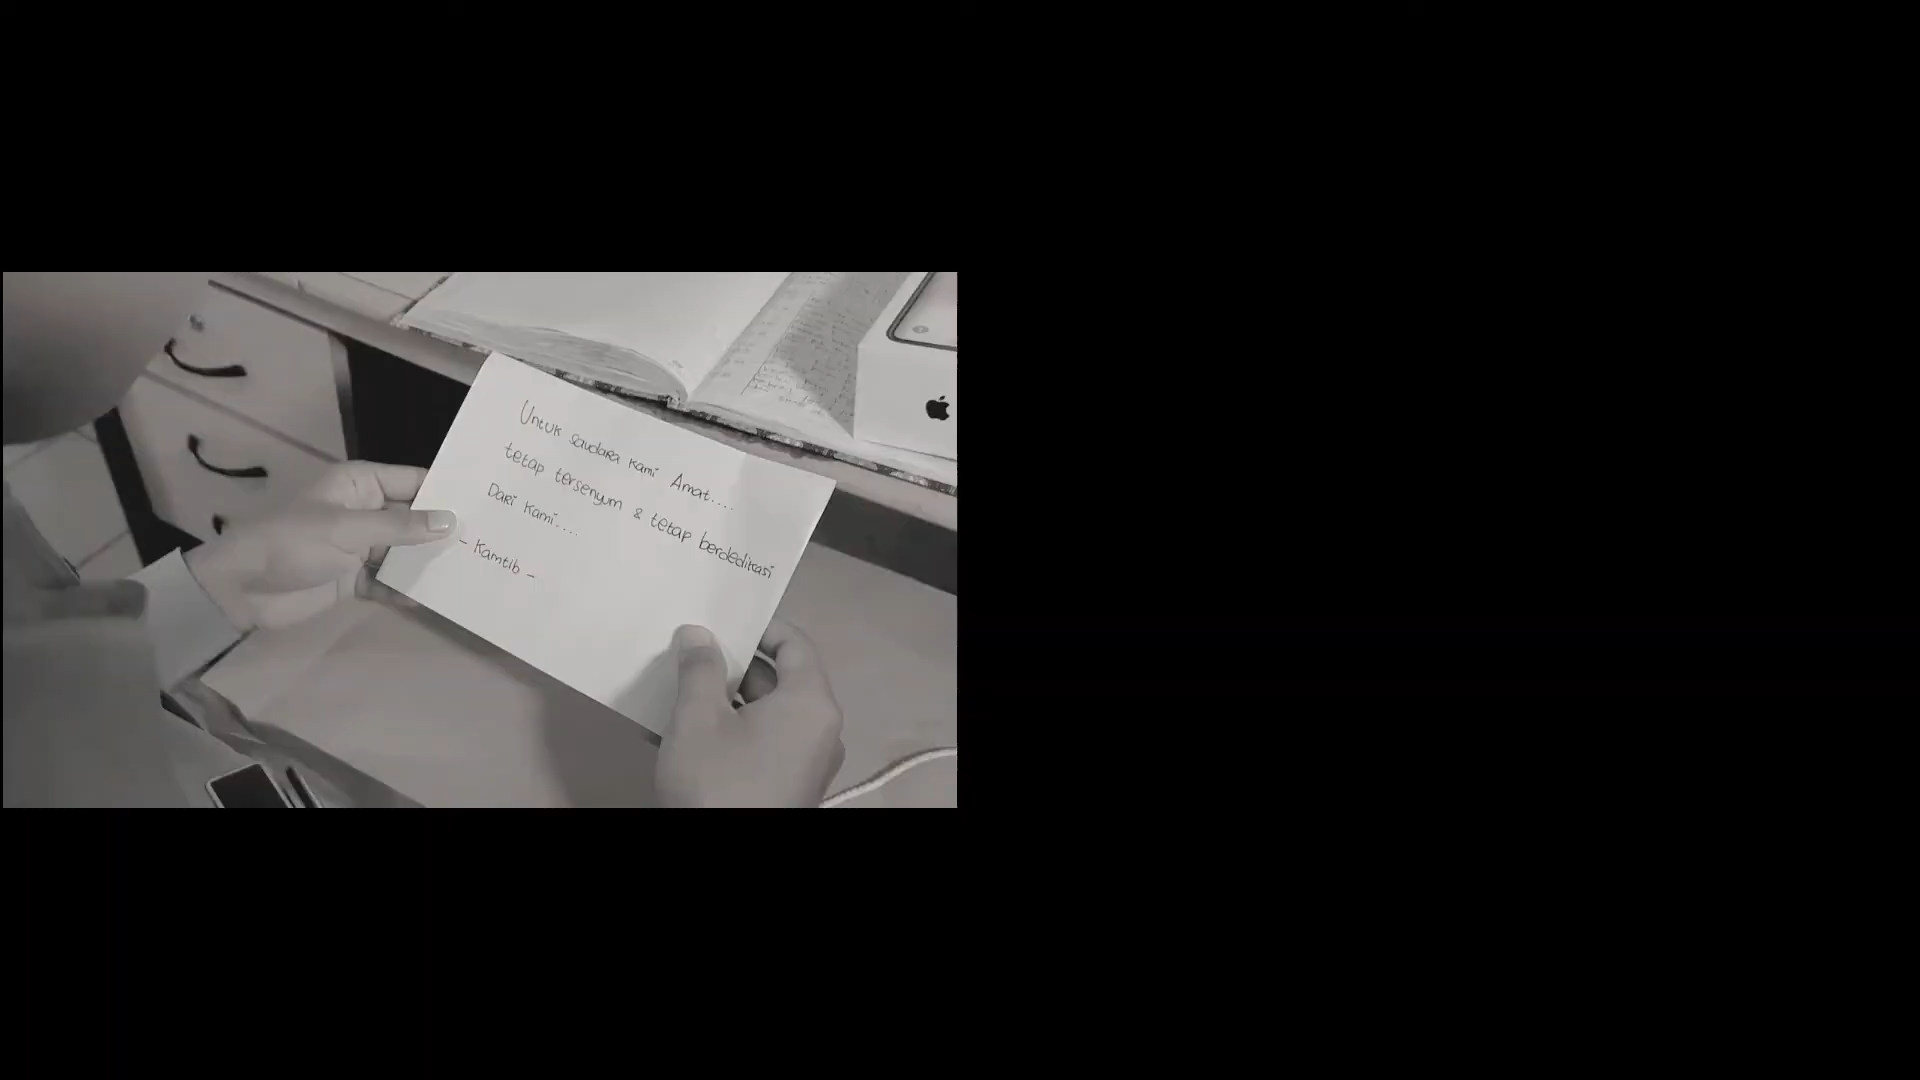 Untuk saudara kami Amat....
tetap tersenyum & tetap berdedikasi
Dari kami....
- Kamtib -